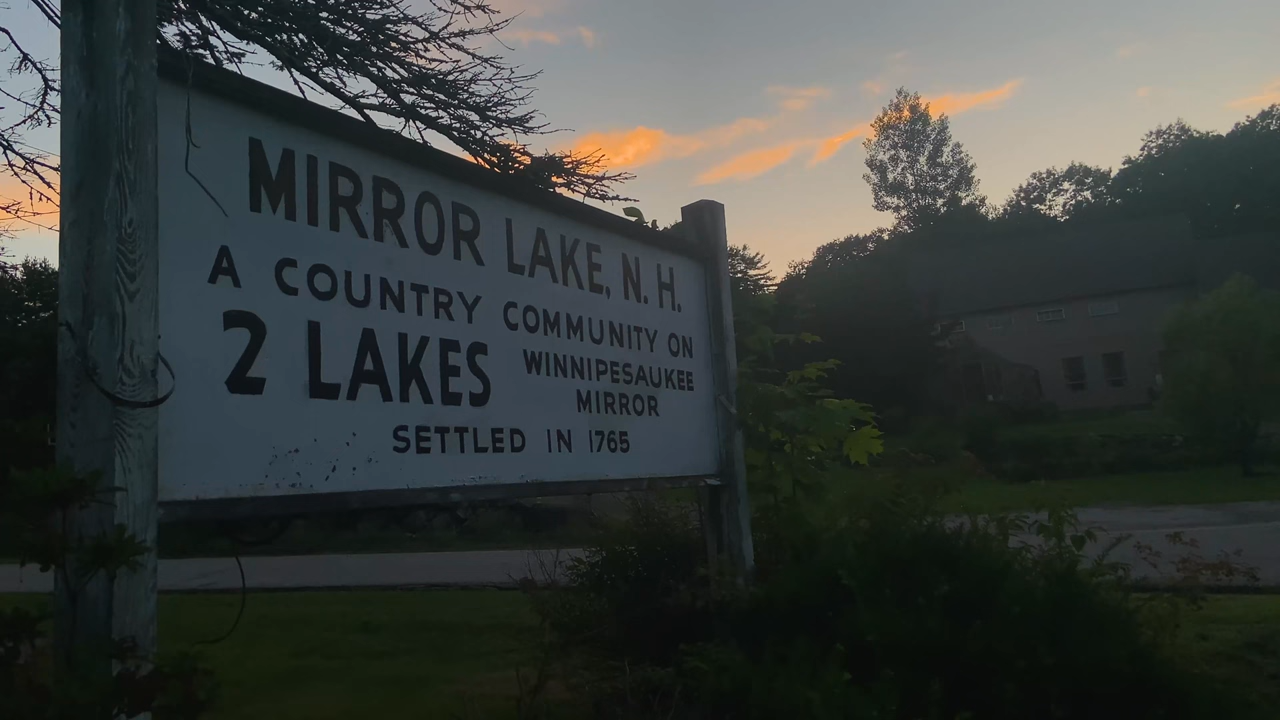 MIRROR LAKE, N. H.
A COUNTRY COMMUNITY ON
2 LAKES
WINNIPESAUKEE
MIRROR
SETTLED IN 1765